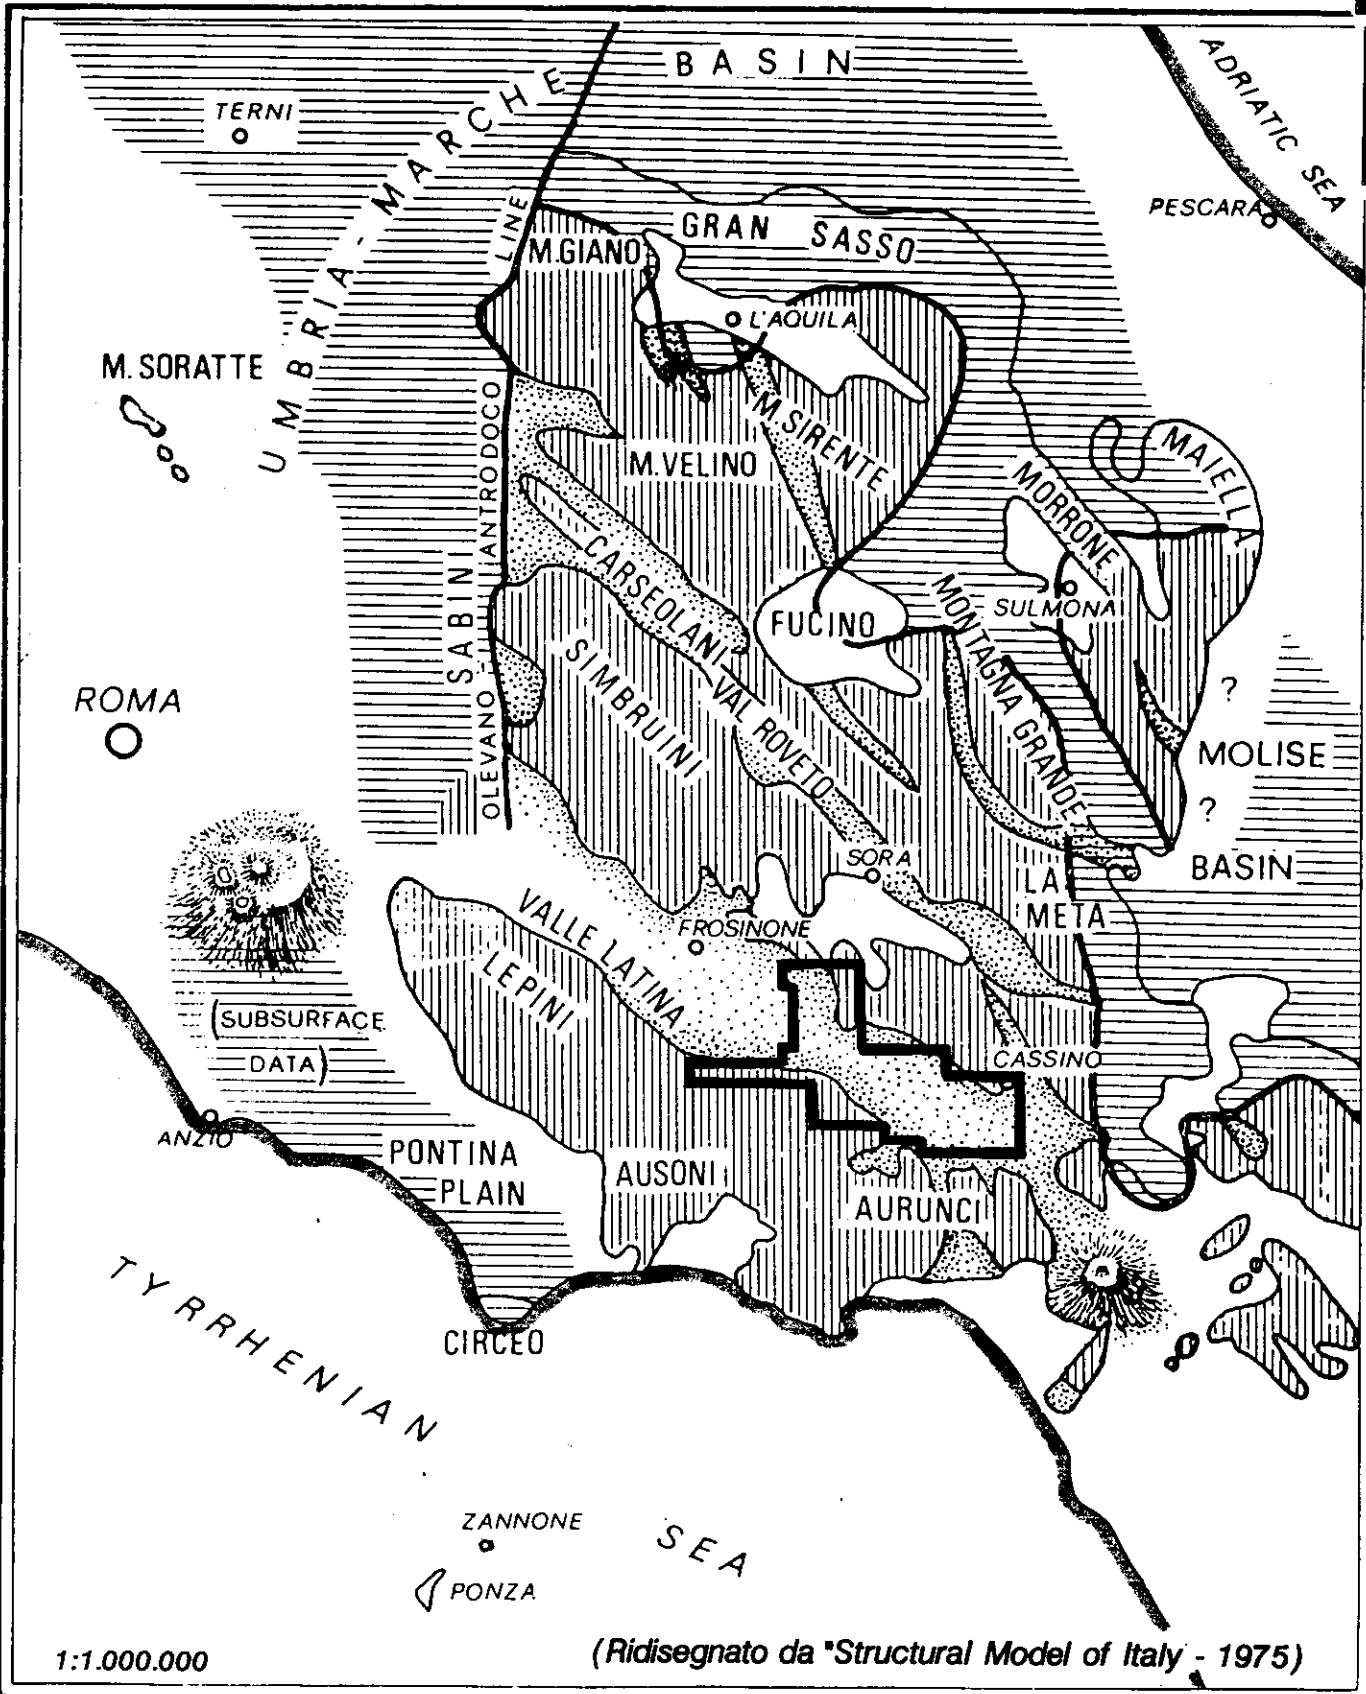 BASIN
ADRIATIC SEA
TERNI
UMBRIA-MARCHE
PESCARA
LINE
GRAN SASSO
M.GIANO
L'AQUILA
M. SORATTE
M. SIRENTE
MAIELLA
M.VELINO
MORRONE
ANTRODOCO
CARSEOLANI
SABINI
FUCINO
SULMONA
MONTAGNA GRANDE
SIMBRUINI
VAL ROVETO
ROMA
?
OLEVANO
MOLISE
?
SORA
BASIN
LA
META
VALLE LATINA
FROSINONE
LEPINI
(SUBSURFACE
DATA)
CASSINO
ANZIO
PONTINA
PLAIN
AUSONI
AURUNCI
CIRCEO
TYRRHENIAN
SEA
ZANNONE
PONZA
1:1.000.000
(Ridisegnato da "Structural Model of Italy - 1975)